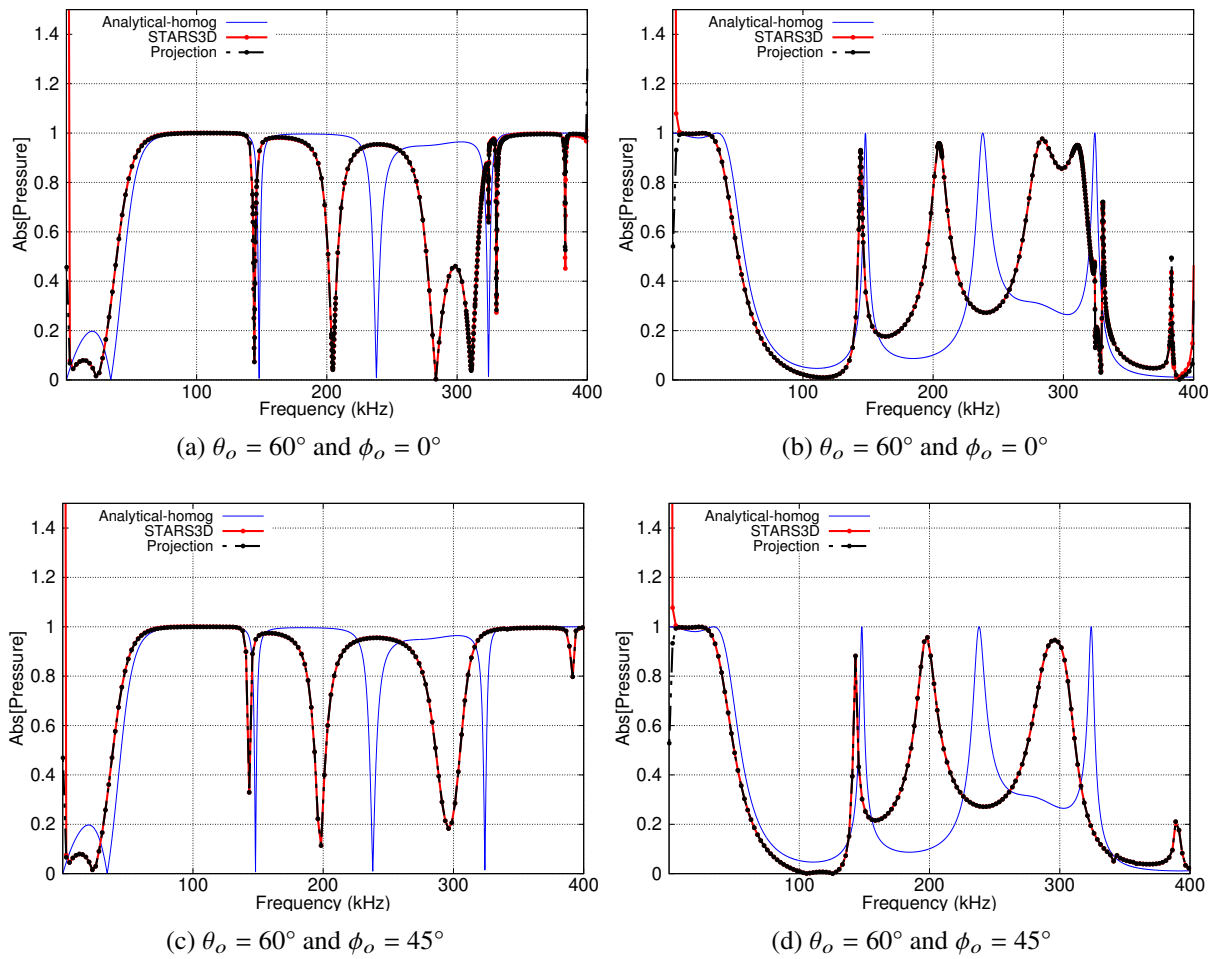 Analytical-homog
STARS3D
Projection
Abs[Pressure]
1.4
1.2
1
0.8
0.6
0.4
0.2
0
100 200 300 400
Frequency (kHz)
(a) θₒ = 60° and ϕₒ = 0°
Analytical-homog
STARS3D
Projection
Abs[Pressure]
1.4
1.2
1
0.8
0.6
0.4
0.2
0
100 200 300 400
Frequency (kHz)
(b) θₒ = 60° and ϕₒ = 0°
Analytical-homog
STARS3D
Projection
Abs[Pressure]
1.4
1.2
1
0.8
0.6
0.4
0.2
0
100 200 300 400
Frequency (kHz)
(c) θₒ = 60° and ϕₒ = 45°
Analytical-homog
STARS3D
Projection
Abs[Pressure]
1.4
1.2
1
0.8
0.6
0.4
0.2
0
100 200 300 400
Frequency (kHz)
(d) θₒ = 60° and ϕₒ = 45°